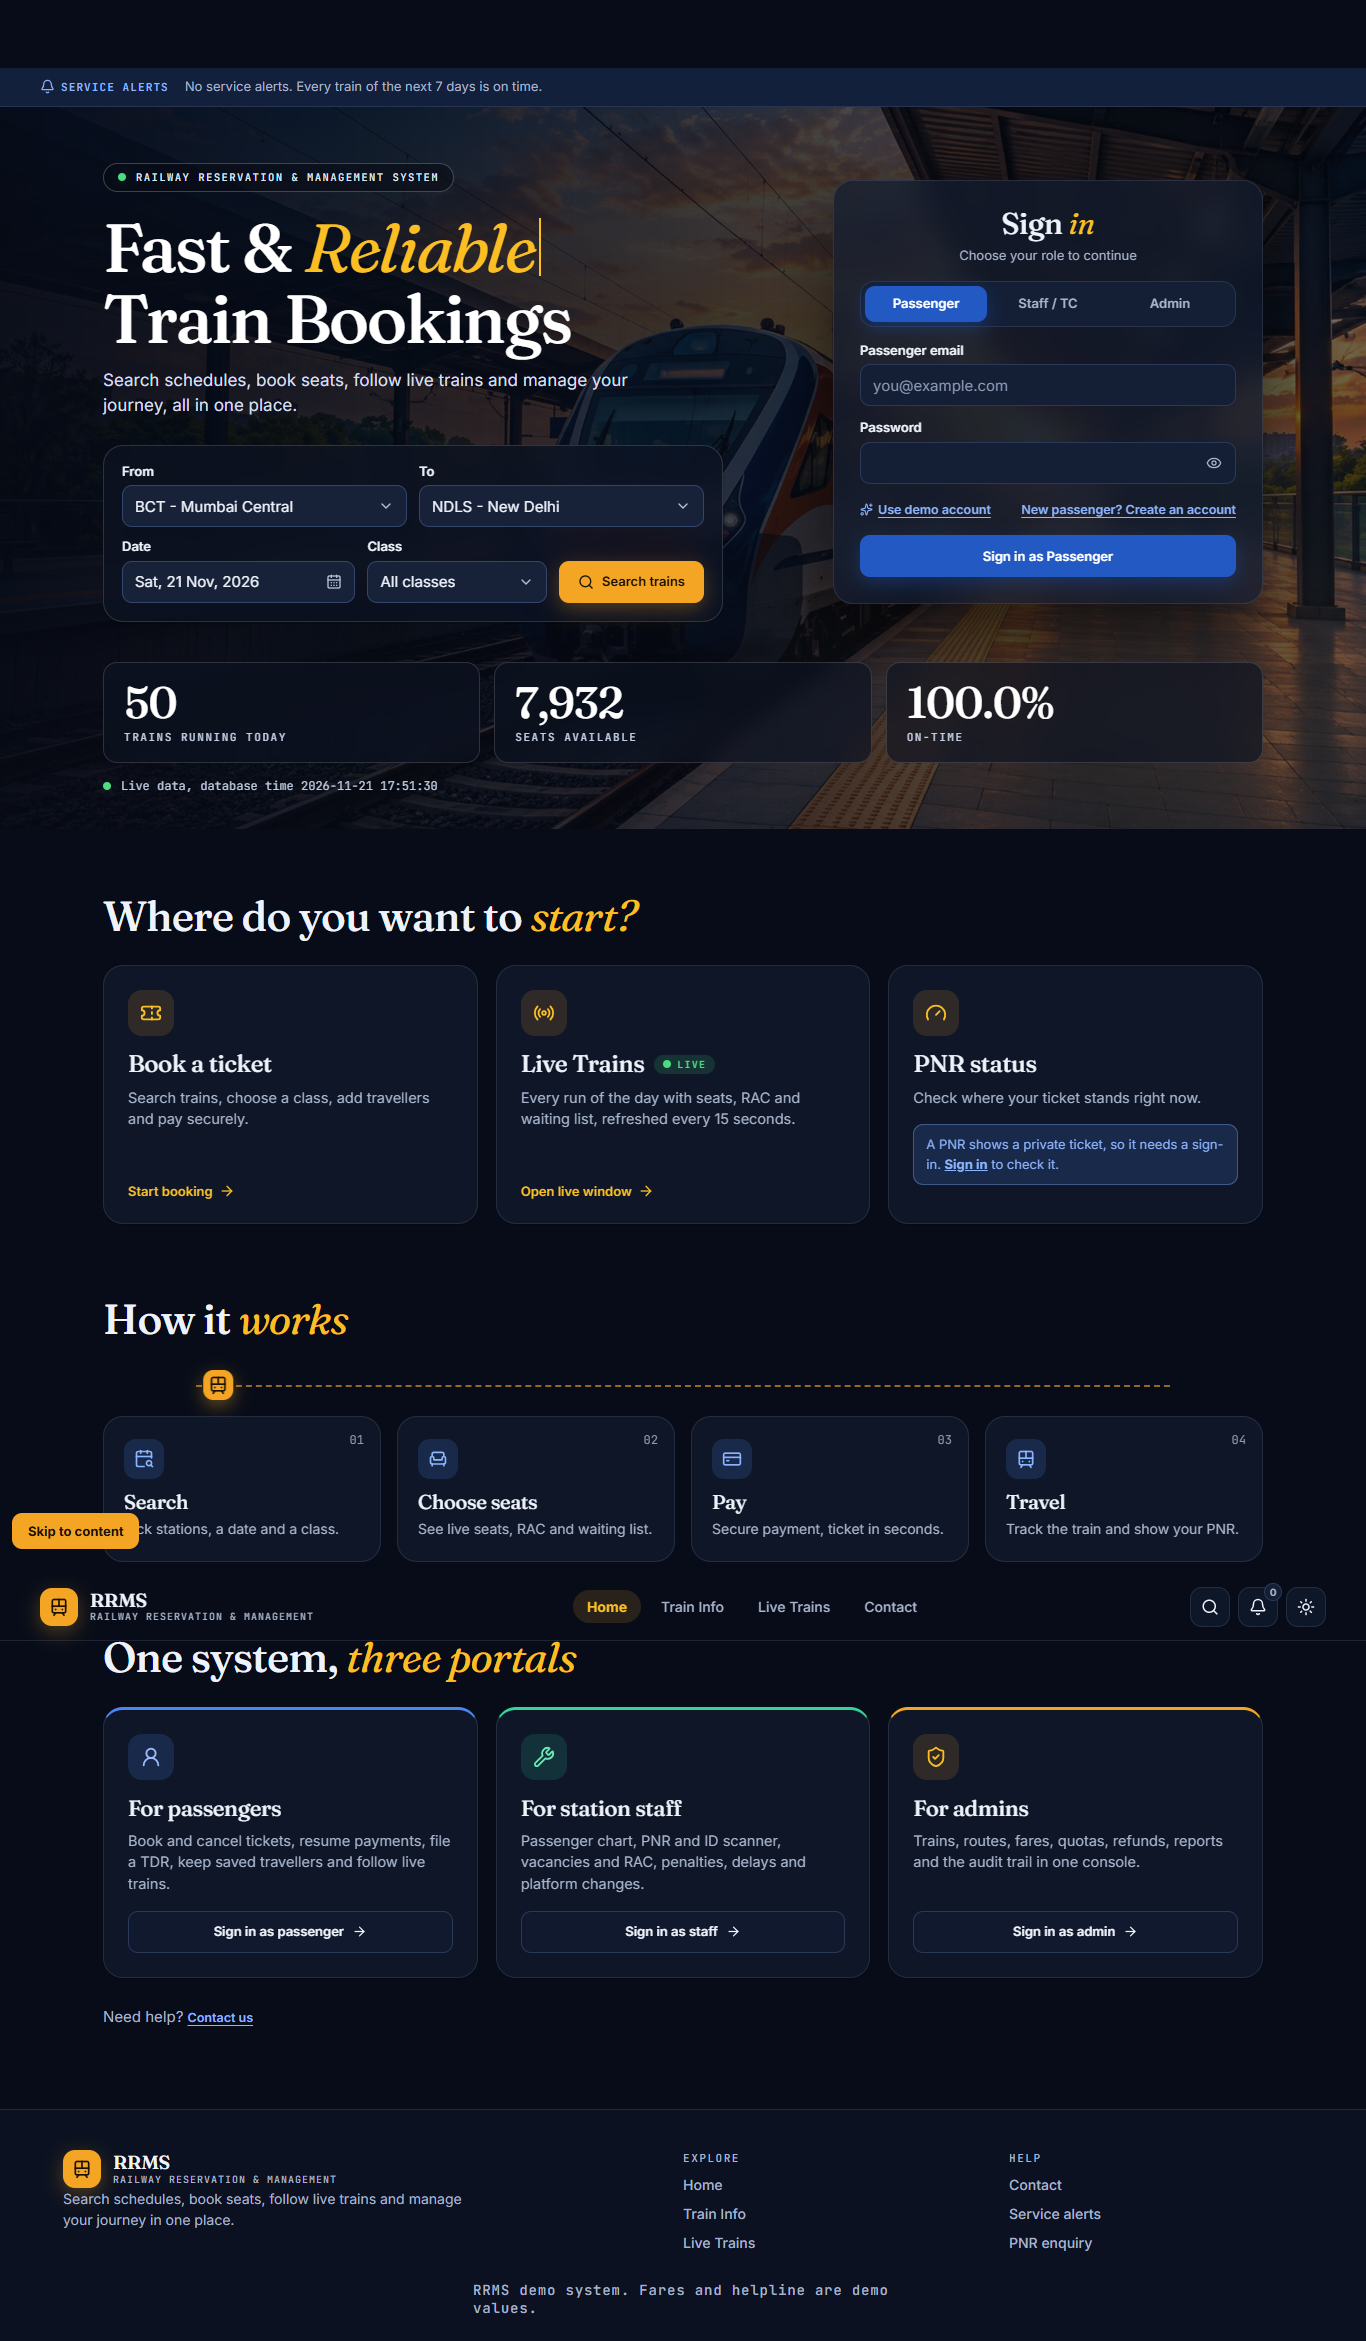 SERVICE ALERTS No service alerts. Every train of the next 7 days is on time.
RAILWAY RESERVATION & MANAGEMENT SYSTEM
Fast & Reliable
Train Bookings
Search schedules, book seats, follow live trains and manage your
journey, all in one place.
From To
BCT - Mumbai Central NDLS - New Delhi
Date Class
Sat, 21 Nov, 2026 All classes Search trains
Sign in
Choose your role to continue
Passenger Staff / TC Admin
Passenger email
you@example.com
Password
Use demo account New passenger? Create an account
Sign in as Passenger
50 7,932 100.0%
TRAINS RUNNING TODAY SEATS AVAILABLE ON-TIME
Live data, database time 2026-11-21 17:51:30
Where do you want to start?
Book a ticket
Search trains, choose a class, add travellers
and pay securely.
Start booking
Live Trains LIVE
Every run of the day with seats, RAC and
waiting list, refreshed every 15 seconds.
Open live window
PNR status
Check where your ticket stands right now.
A PNR shows a private ticket, so it needs a sign-
in. Sign in to check it.
How it works
01
Search
ck stations, a date and a class.
02
Choose seats
See live seats, RAC and waiting list.
03
Pay
Secure payment, ticket in seconds.
04
Travel
Track the train and show your PNR.
Skip to content
RRMS
RAILWAY RESERVATION & MANAGEMENT
Home Train Info Live Trains Contact
0
One system, three portals
For passengers
Book and cancel tickets, resume payments, file
a TDR, keep saved travellers and follow live
trains.
Sign in as passenger
For station staff
Passenger chart, PNR and ID scanner,
vacancies and RAC, penalties, delays and
platform changes.
Sign in as staff
For admins
Trains, routes, fares, quotas, refunds, reports
and the audit trail in one console.
Sign in as admin
Need help? Contact us
RRMS
RAILWAY RESERVATION & MANAGEMENT
Search schedules, book seats, follow live trains and manage
your journey in one place.
EXPLORE
Home
Train Info
Live Trains
HELP
Contact
Service alerts
PNR enquiry
RRMS demo system. Fares and helpline are demo
values.